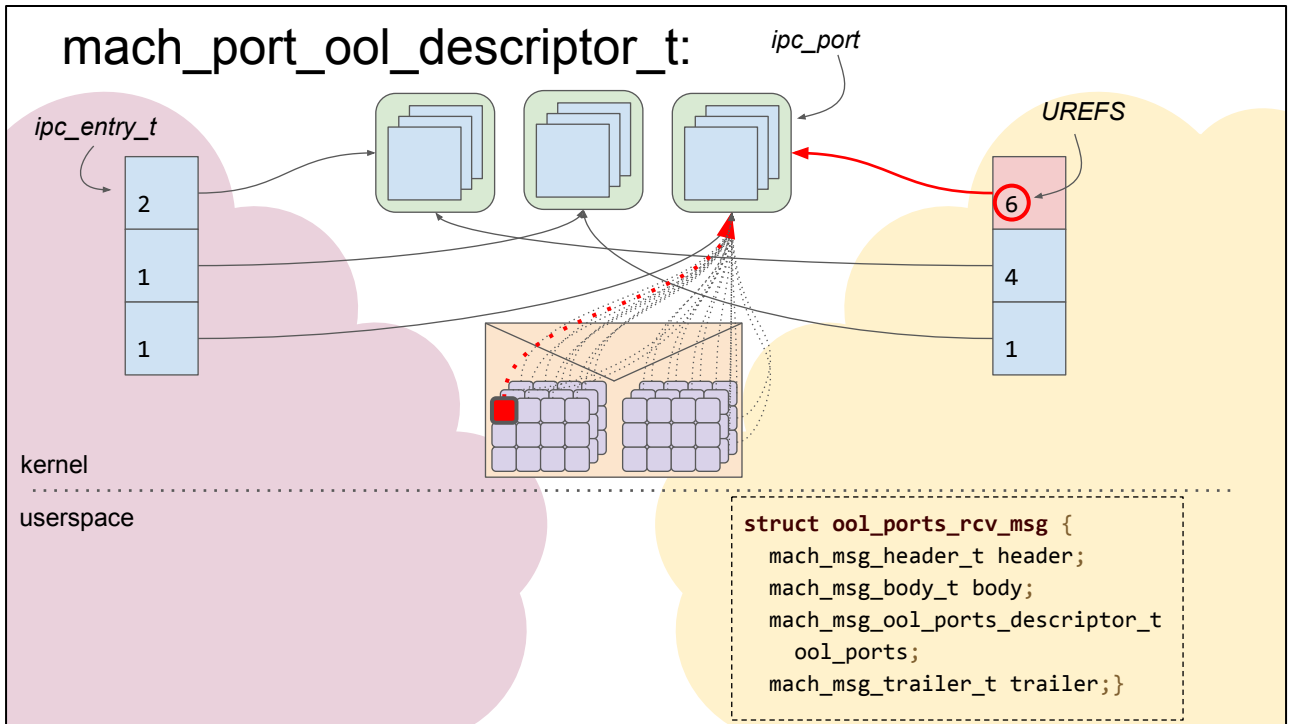 mach_port_ool_descriptor_t:
ipc_port
ipc_entry_t
UREFS
2
1
1
6
4
1
kernel
userspace
struct ool_ports_rcv_msg {
mach_msg_header_t header;
mach_msg_body_t body;
mach_msg_ool_ports_descriptor_t
ool_ports;
mach_msg_trailer_t trailer;}